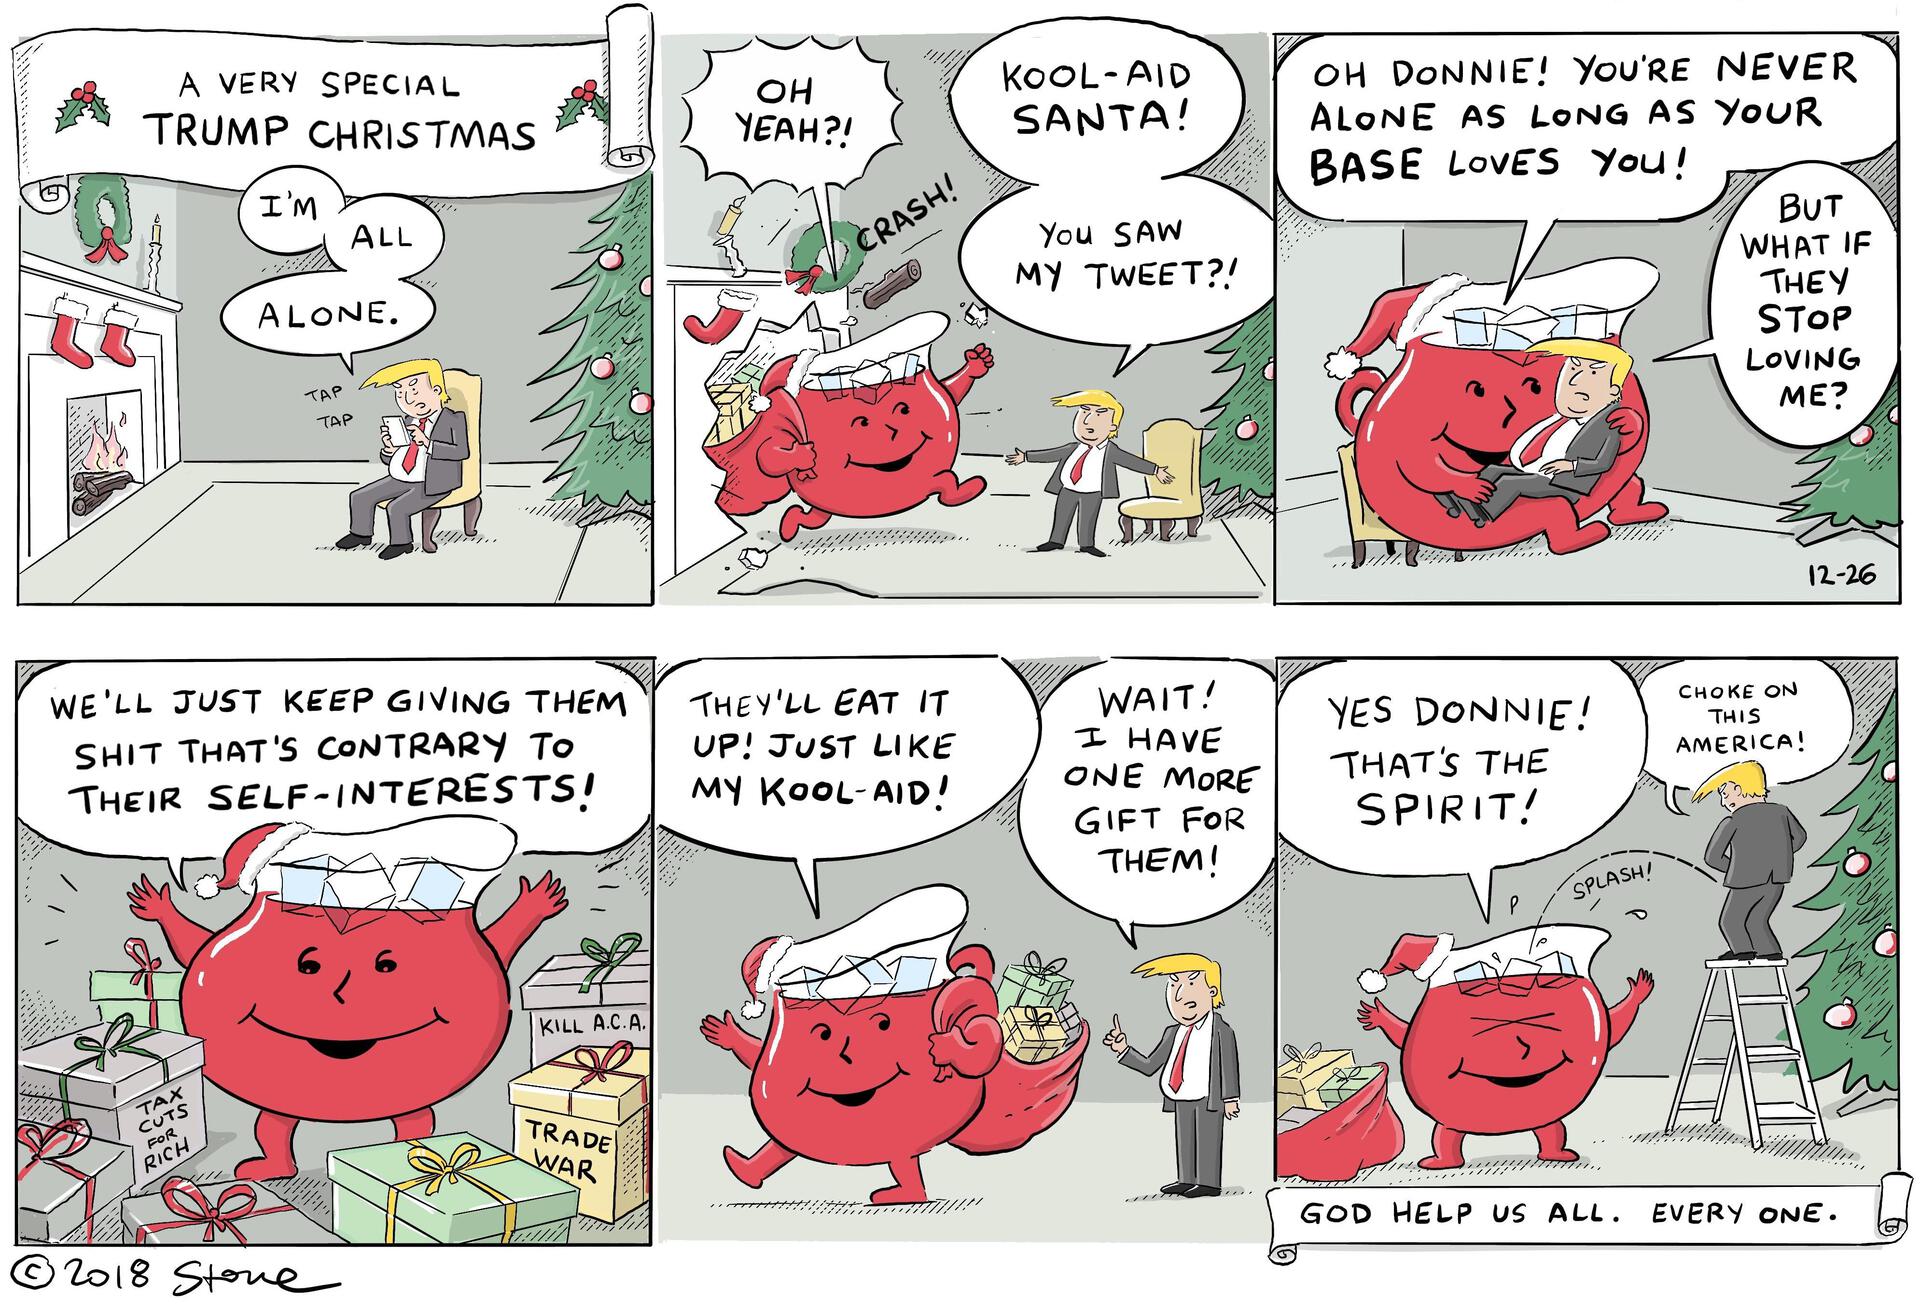 A VERY SPECIAL
TRUMP CHRISTMAS
I'M
ALL
ALONE.
TAP
TAP
OH
YEAH?!
CRASH!
KOOL-AID
SANTA!
YOU SAW
MY TWEET?!
OH DONNIE! YOU'RE NEVER
ALONE AS LONG AS YOUR
BASE LOVES YOU!
BUT
WHAT IF
THEY
STOP
LOVING
ME?
12-26
WE'LL JUST KEEP GIVING THEM
SHIT THAT'S CONTRARY TO
THEIR SELF-INTERESTS!
KILL A.C.A.
TAX
CUTS
FOR
RICH
TRADE
WAR
THEY'LL EAT IT
UP! JUST LIKE
MY KOOL-AID!
WAIT!
I HAVE
ONE MORE
GIFT FOR
THEM!
YES DONNIE!
THAT'S THE
SPIRIT!
CHOKE ON
THIS
AMERICA!
SPLASH!
GOD HELP US ALL. EVERY ONE.
© 2018 Stone